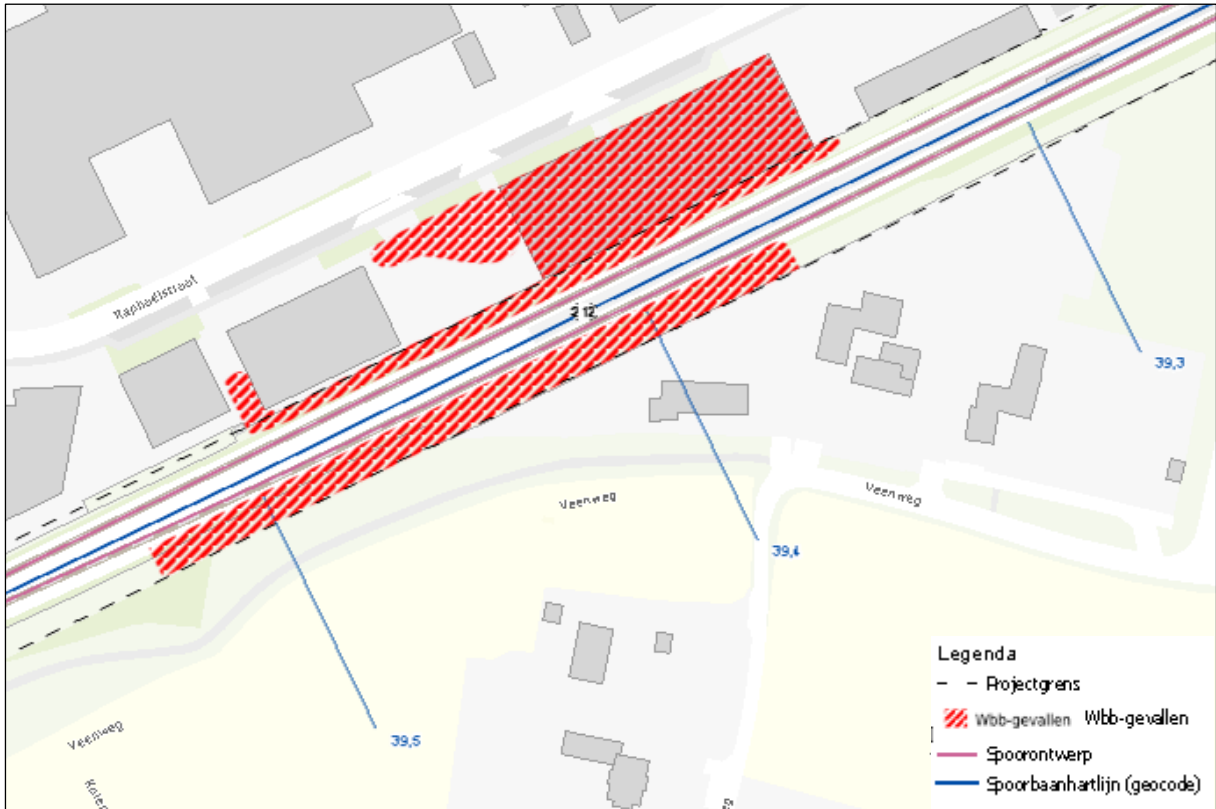 Raphaelstraat
212
39,3
39,4
39,5
Veenweg
Veenweg
Veenweg
Legenda
Projectgrens
Wbb-gevallen Wbb-gevallen
Spoorontwerp
Spoorbaanhartlijn (geocode)